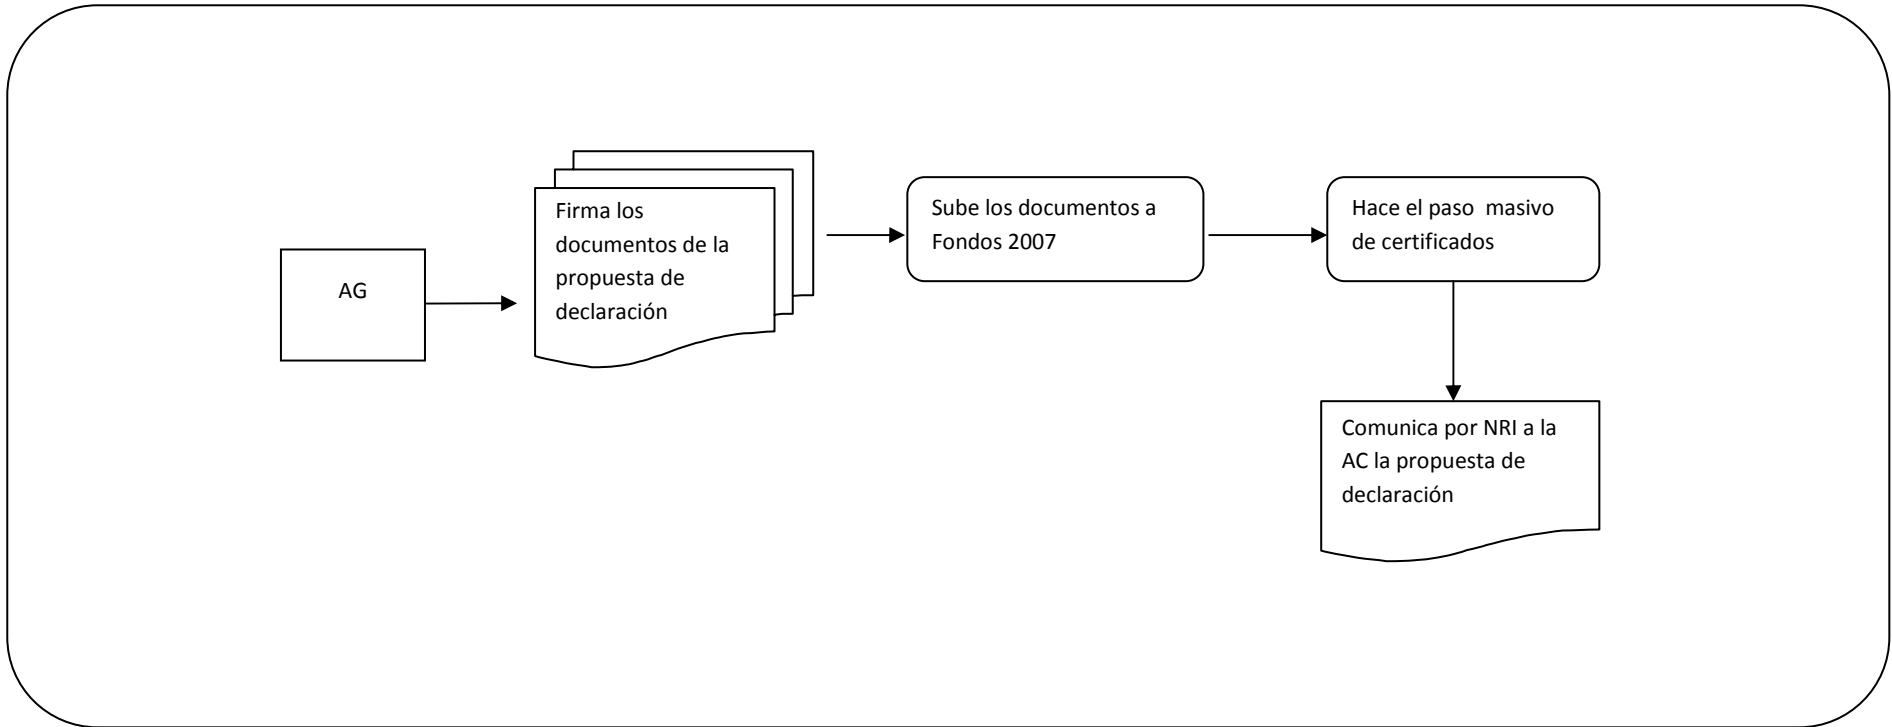 AG
Firma los
documentos de la
propuesta de
declaración
Sube los documentos a
Fondos 2007
Hace el paso  masivo
de certificados
Comunica por NRI a la
AC la propuesta de
declaración